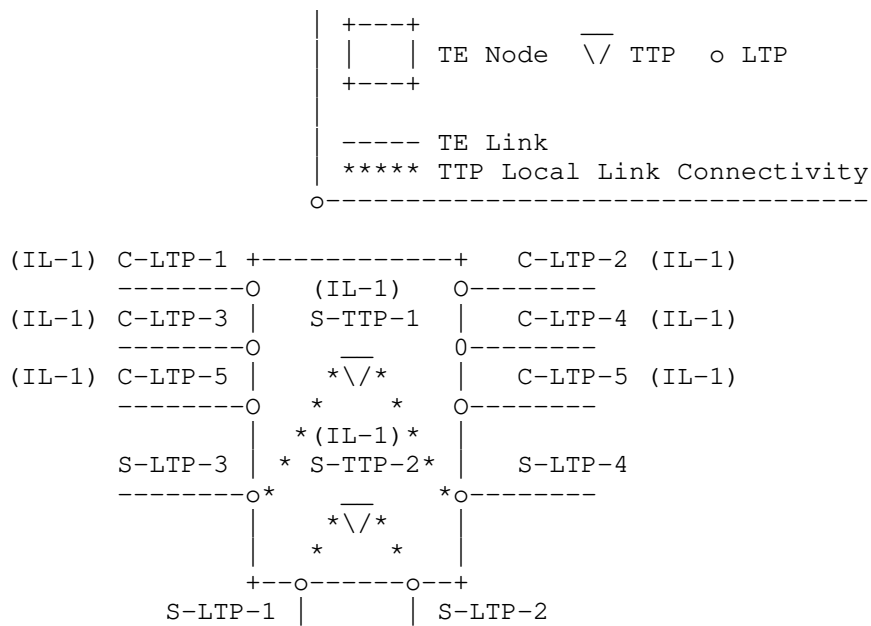 TE Node \/ TTP o LTP
----- TE Link
***** TTP Local Link Connectivity
(IL-1) C-LTP-1 C-LTP-2 (IL-1)
(IL-1)
(IL-1) C-LTP-3 S-TTP-1 C-LTP-4 (IL-1)
(IL-1) C-LTP-5 *\/* C-LTP-5 (IL-1)
* *
*(IL-1)*
S-LTP-3 * S-TTP-2* S-LTP-4
* *
*\/*
* *
S-LTP-1 S-LTP-2